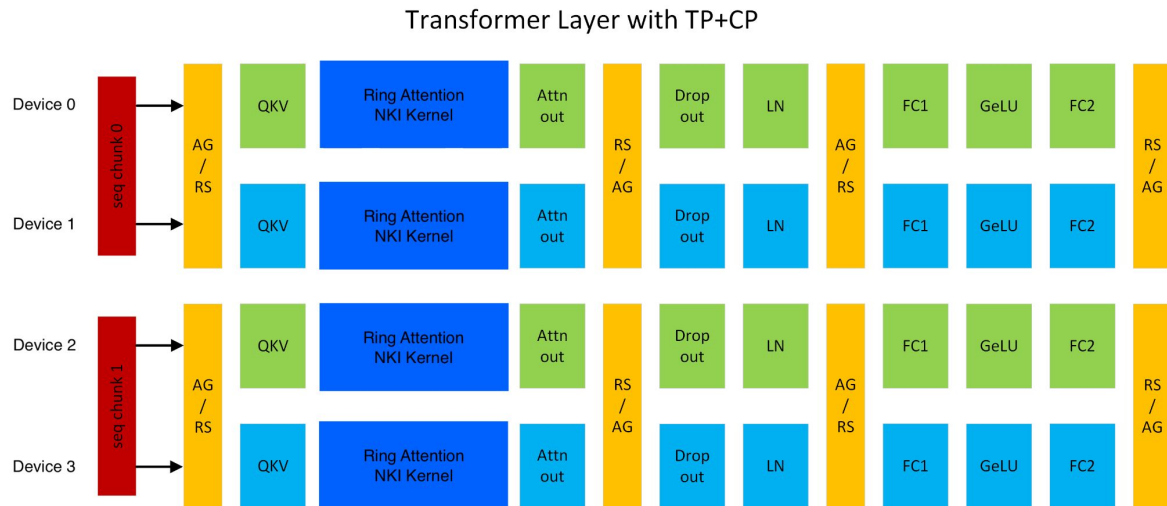 Transformer Layer with TP+CP
Device 0
seq chunk 0
AG
/
RS
QKV
Ring Attention
NKI Kernel
Attn
out
RS
/
AG
Drop
out
LN
AG
/
RS
FC1
GeLU
FC2
RS
/
AG
Device 1
QKV
Ring Attention
NKI Kernel
Attn
out
Drop
out
LN
FC1
GeLU
FC2
Device 2
seq chunk 1
AG
/
RS
QKV
Ring Attention
NKI Kernel
Attn
out
RS
/
AG
Drop
out
LN
AG
/
RS
FC1
GeLU
FC2
RS
/
AG
Device 3
QKV
Ring Attention
NKI Kernel
Attn
out
Drop
out
LN
FC1
GeLU
FC2